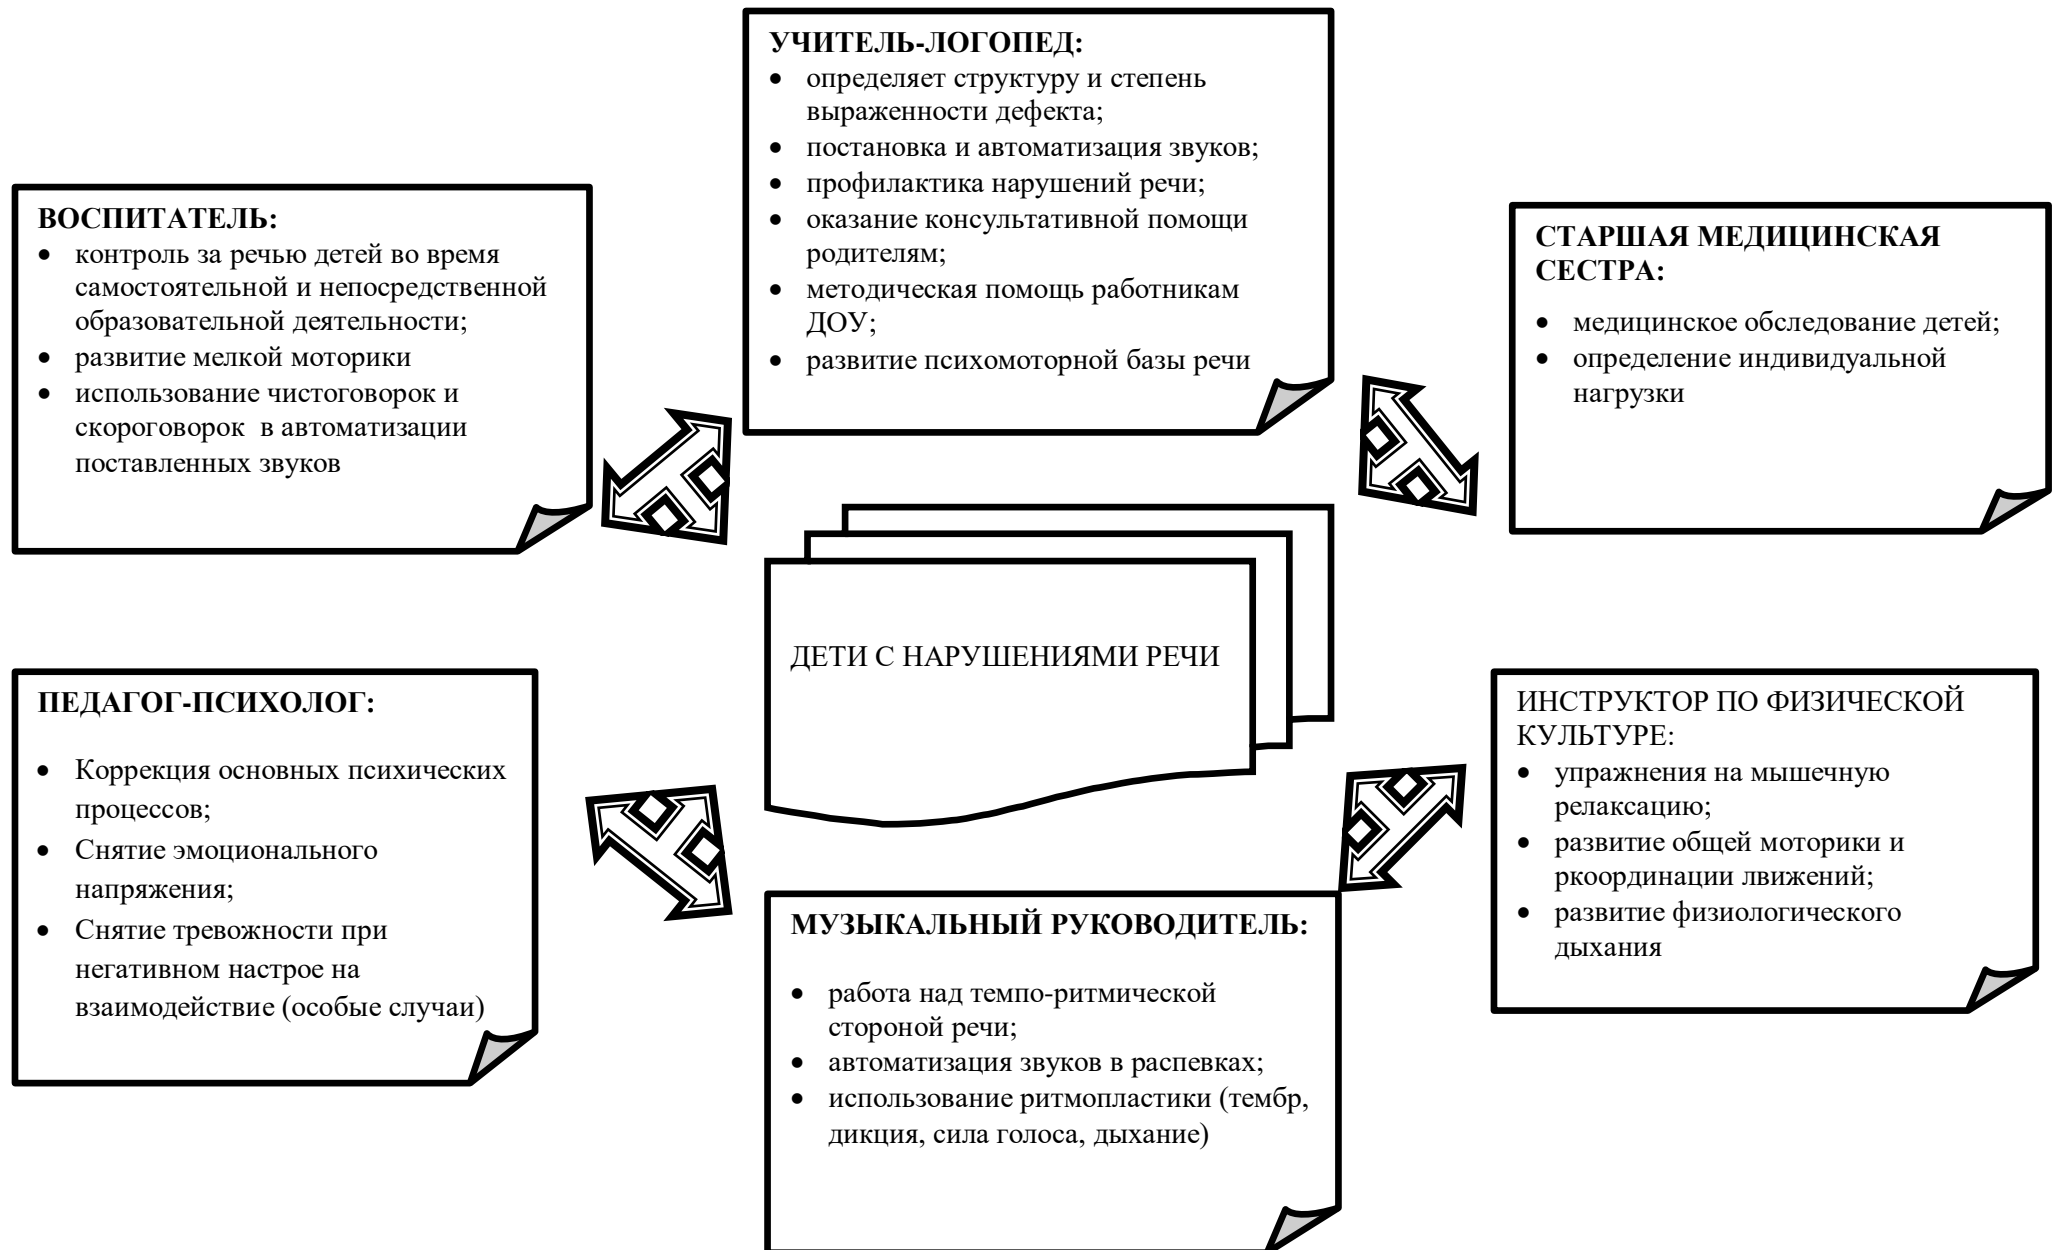 УЧИТЕЛЬ-ЛОГОПЕД:
• определяет структуру и степень
выраженности дефекта;
• постановка и автоматизация звуков;
• профилактика нарушений речи;
• оказание консультативной помощи
родителям;
• методическая помощь работникам
ДОУ;
• развитие психомоторной базы речи
ВОСПИТАТЕЛЬ:
• контроль за речью детей во время
самостоятельной и непосредственной
образовательной деятельности;
• развитие мелкой моторики
• использование чистоговорок и
скороговорок в автоматизации
поставленных звуков
СТАРШАЯ МЕДИЦИНСКАЯ
СЕСТРА:
• медицинское обследование детей;
• определение индивидуальной
нагрузки
ДЕТИ С НАРУШЕНИЯМИ РЕЧИ
ПЕДАГОГ-ПСИХОЛОГ:
• Коррекция основных психических
процессов;
• Снятие эмоционального
напряжения;
• Снятие тревожности при
негативном настрое на
взаимодействие (особые случаи)
ИНСТРУКТОР ПО ФИЗИЧЕСКОЙ
КУЛЬТУРЕ:
• упражнения на мышечную
релаксацию;
• развитие общей моторики и
ркоординации лвижений;
• развитие физиологического
дыхания
МУЗЫКАЛЬНЫЙ РУКОВОДИТЕЛЬ:
• работа над темпо-ритмической
стороной речи;
• автоматизация звуков в распевках;
• использование ритмопластики (тембр,
дикция, сила голоса, дыхание)